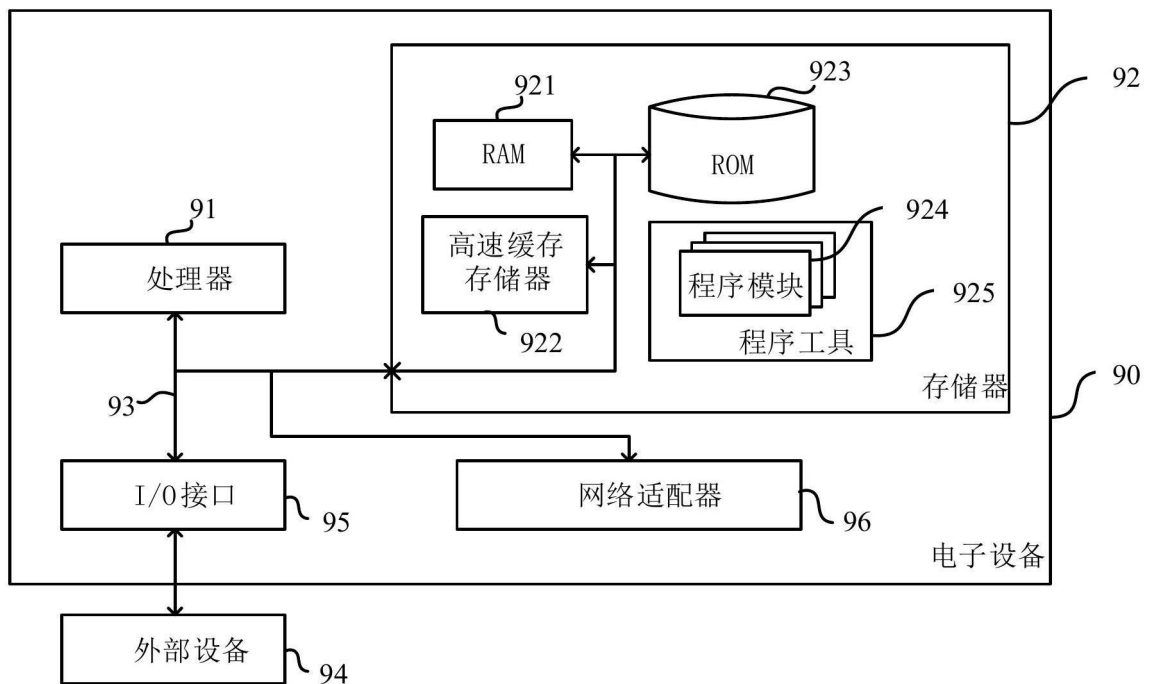 921
923
92
RAM
ROM
91
924
高速缓存
存储器
处理器
程序模块
925
922
程序工具
存储器
93
90
I/O接口
网络适配器
95
96
电子设备
外部设备
94